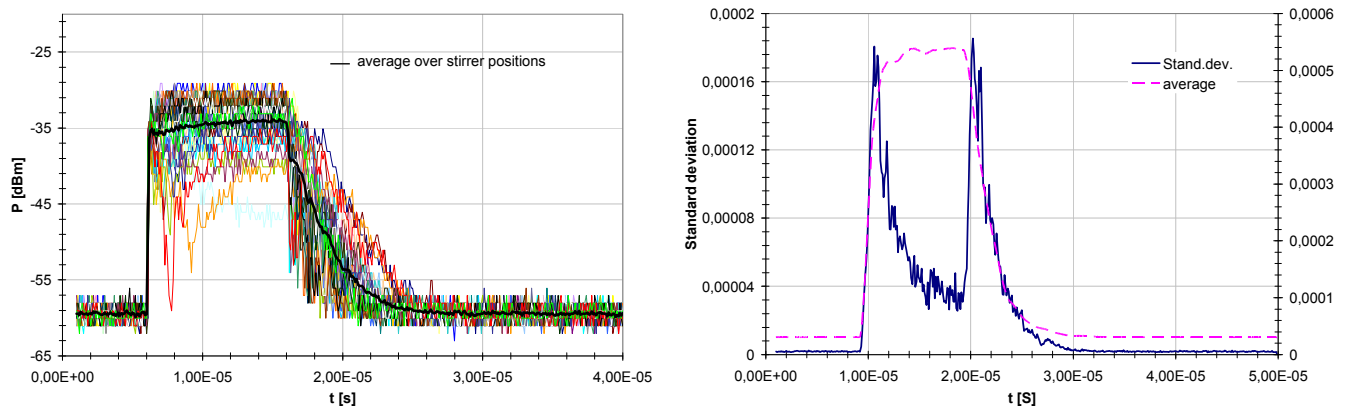 -25
-35
-45
-55
-65
P [dBm]
average over stirrer positions
0,00E+00 1,00E-05 2,00E-05 3,00E-05 4,00E-05
t [s]
0,0002
0,00016
0,00012
0,00008
0,00004
0
Standard deviation
Stand.dev.
average
0,0006
0,0005
0,0004
0,0003
0,0002
0,0001
0
0,00E+00 1,00E-05 2,00E-05 3,00E-05 4,00E-05 5,00E-05
t [S]